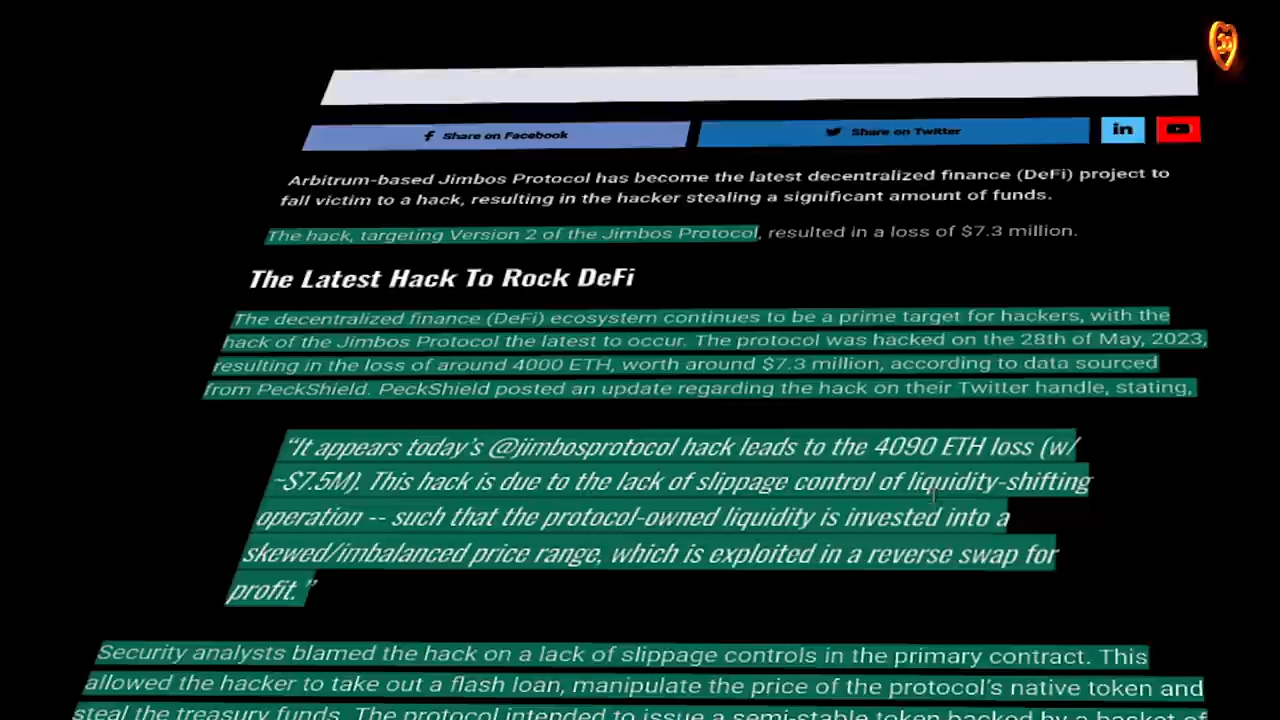 Share on Facebook
Share on Twitter
in
Arbitrum-based Jimbos Protocol has become the latest decentralized finance (DeFi) project to
fall victim to a hack, resulting in the hacker stealing a significant amount of funds.
The hack, targeting Version 2 of the Jimbos Protocol, resulted in a loss of $7.3 million.
The Latest Hack To Rock DeFi
The decentralized finance (DeFi) ecosystem continues to be a prime target for hackers, with the
hack of the Jimbos Protocol the latest to occur. The protocol was hacked on the 28th of May, 2023,
resulting in the loss of around 4000 ETH, worth around $7.3 million, according to data sourced
from PeckShield. PeckShield posted an update regarding the hack on their Twitter handle, stating,
“It appears today’s @jimbosprotocol hack leads to the 4090 ETH loss (w/
~$7.5M). This hack is due to the lack of slippage control of liquidity-shifting
operation -- such that the protocol-owned liquidity is invested into a
skewed/imbalanced price range, which is exploited in a reverse swap for
profit.”
Security analysts blamed the hack on a lack of slippage controls in the primary contract. This
allowed the hacker to take out a flash loan, manipulate the price of the protocol’s native token and
steal the treasury funds. The protocol intended to issue a semi-stable token backed by a basket of